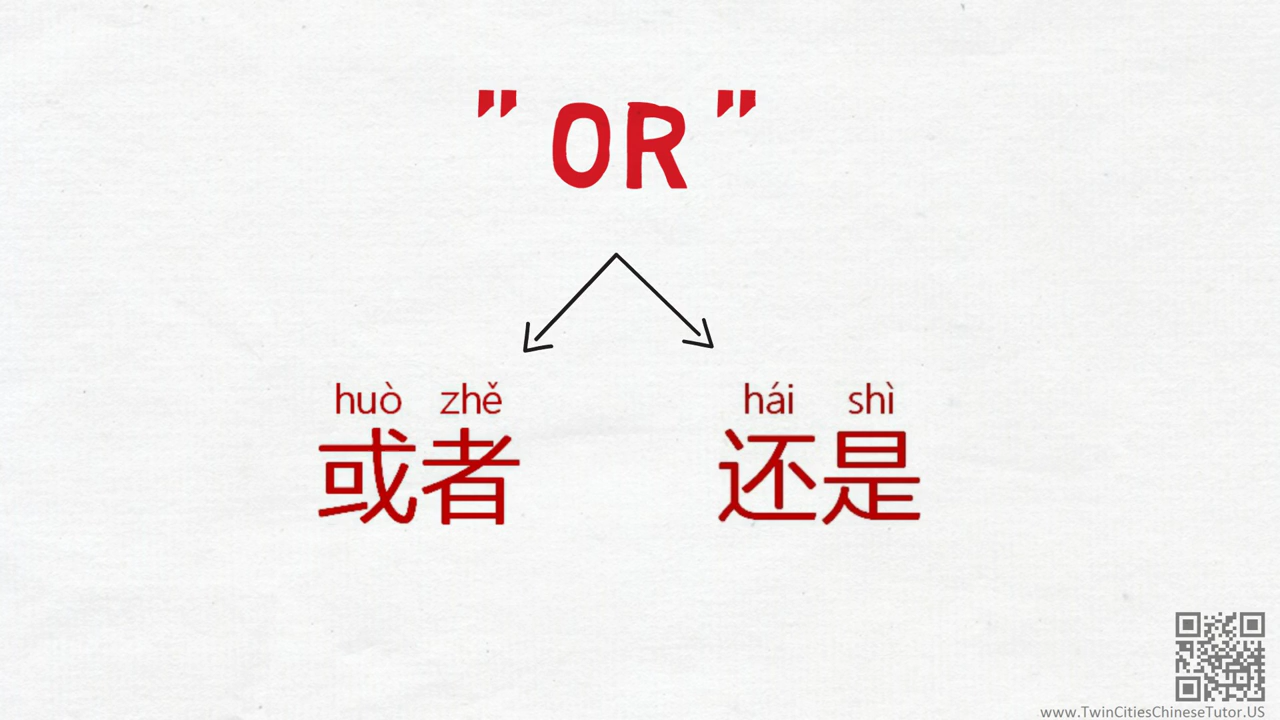 " OR "
huò zhě hái shì
或者 还是
www.TwinCitiesChineseTutor.US